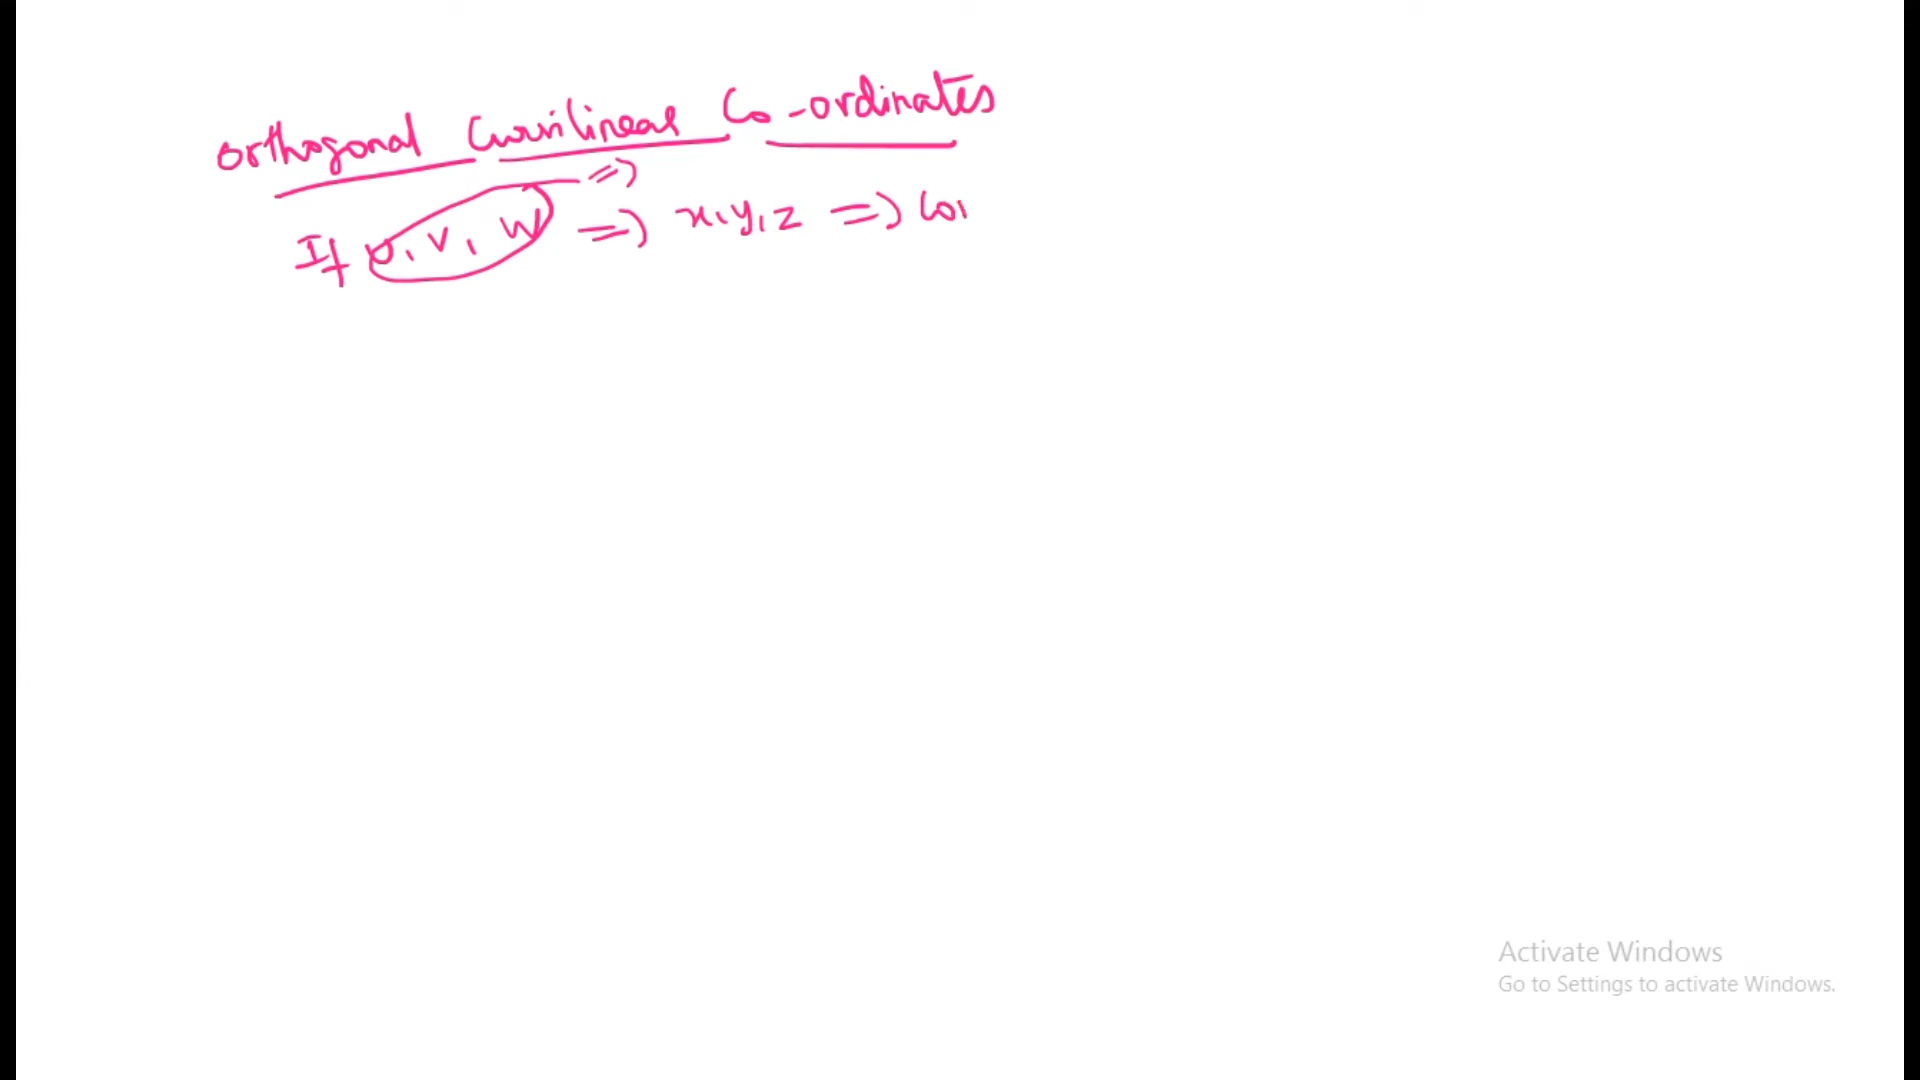 Orthogonal Curvilinear Co-ordinates
=>
If u, v, w => x, y, z =>
Activate Windows
Go to Settings to activate Windows.